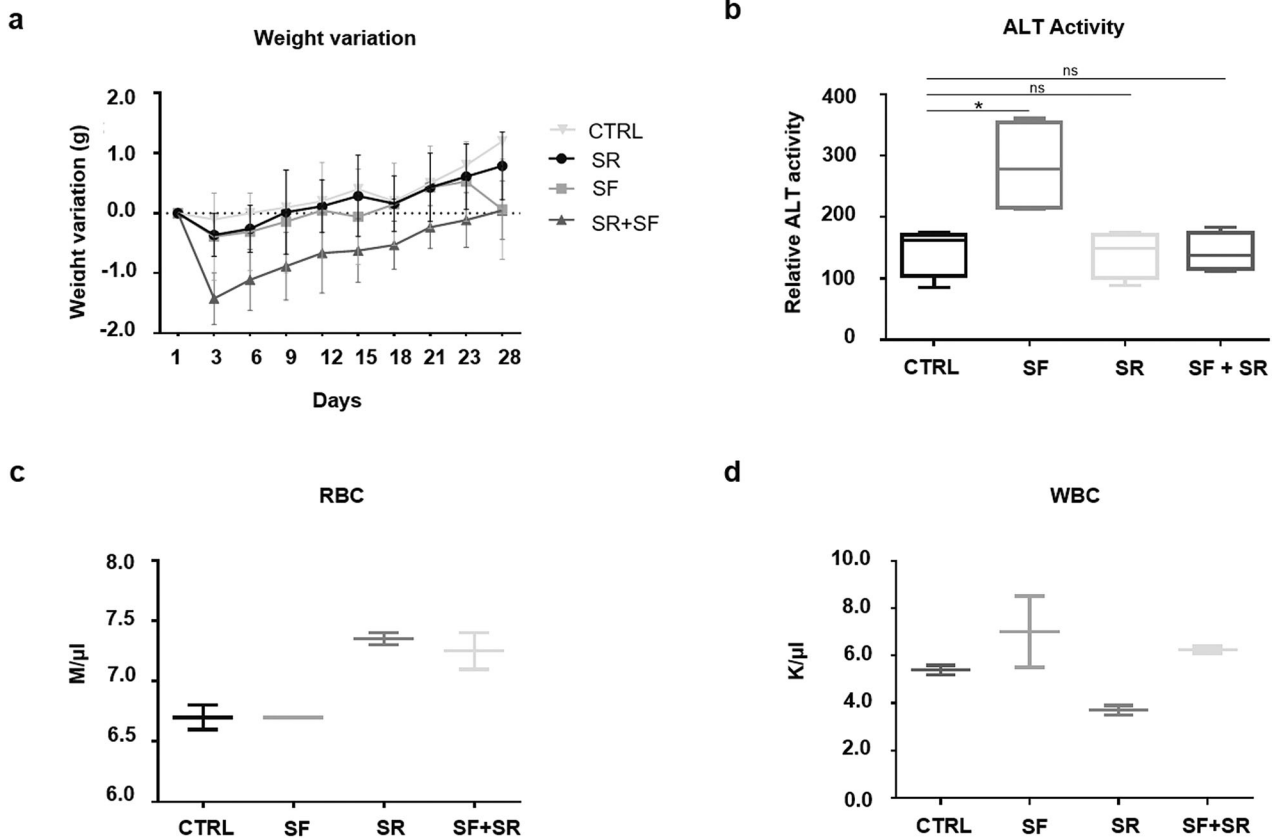 a
Weight variation
Weight variation (g)
2.0
1.0
0.0
-1.0
-2.0
1 3 6 9 12 15 18 21 23 28
Days
CTRL
SR
SF
SR+SF
b
ALT Activity
Relative ALT activity
400
300
200
100
0
ns
ns
*
CTRL SF SR SF + SR
c
RBC
M/µl
8.0
7.5
7.0
6.5
6.0
CTRL SF SR SF+SR
d
WBC
K/µl
10.0
8.0
6.0
4.0
2.0
0.0
CTRL SF SR SF+SR